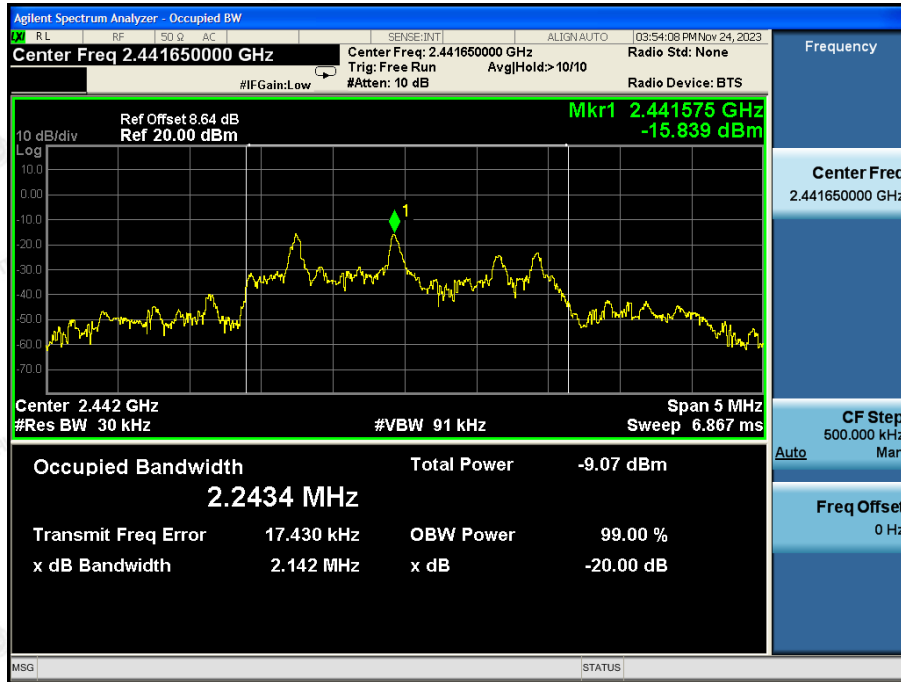 Agilent Spectrum Analyzer - Occupied BW
LXI RL RF 50 Ω AC SENSE:INT ALIGN AUTO 03:54:08 PM Nov 24, 2023
Center Freq 2.441650000 GHz
Center Freq: 2.441650000 GHz Radio Std: None
Trig: Free Run Avg|Hold:>10/10
#IFGain:Low #Atten: 10 dB Radio Device: BTS
Mkr1 2.441575 GHz
-15.839 dBm
Ref Offset 8.64 dB
10 dB/div Ref 20.00 dBm
Log
10.0
0.00
-10.0
-20.0
-30.0
-40.0
-50.0
-60.0
-70.0
1
Center 2.442 GHz Span 5 MHz
#Res BW 30 kHz #VBW 91 kHz Sweep 6.867 ms
Occupied Bandwidth Total Power -9.07 dBm
2.2434 MHz
Transmit Freq Error 17.430 kHz OBW Power 99.00 %
x dB Bandwidth 2.142 MHz x dB -20.00 dB
MSG STATUS
Frequency
Center Freq
2.441650000 GHz
CF Step
500.000 kHz
Auto Man
Freq Offset
0 Hz